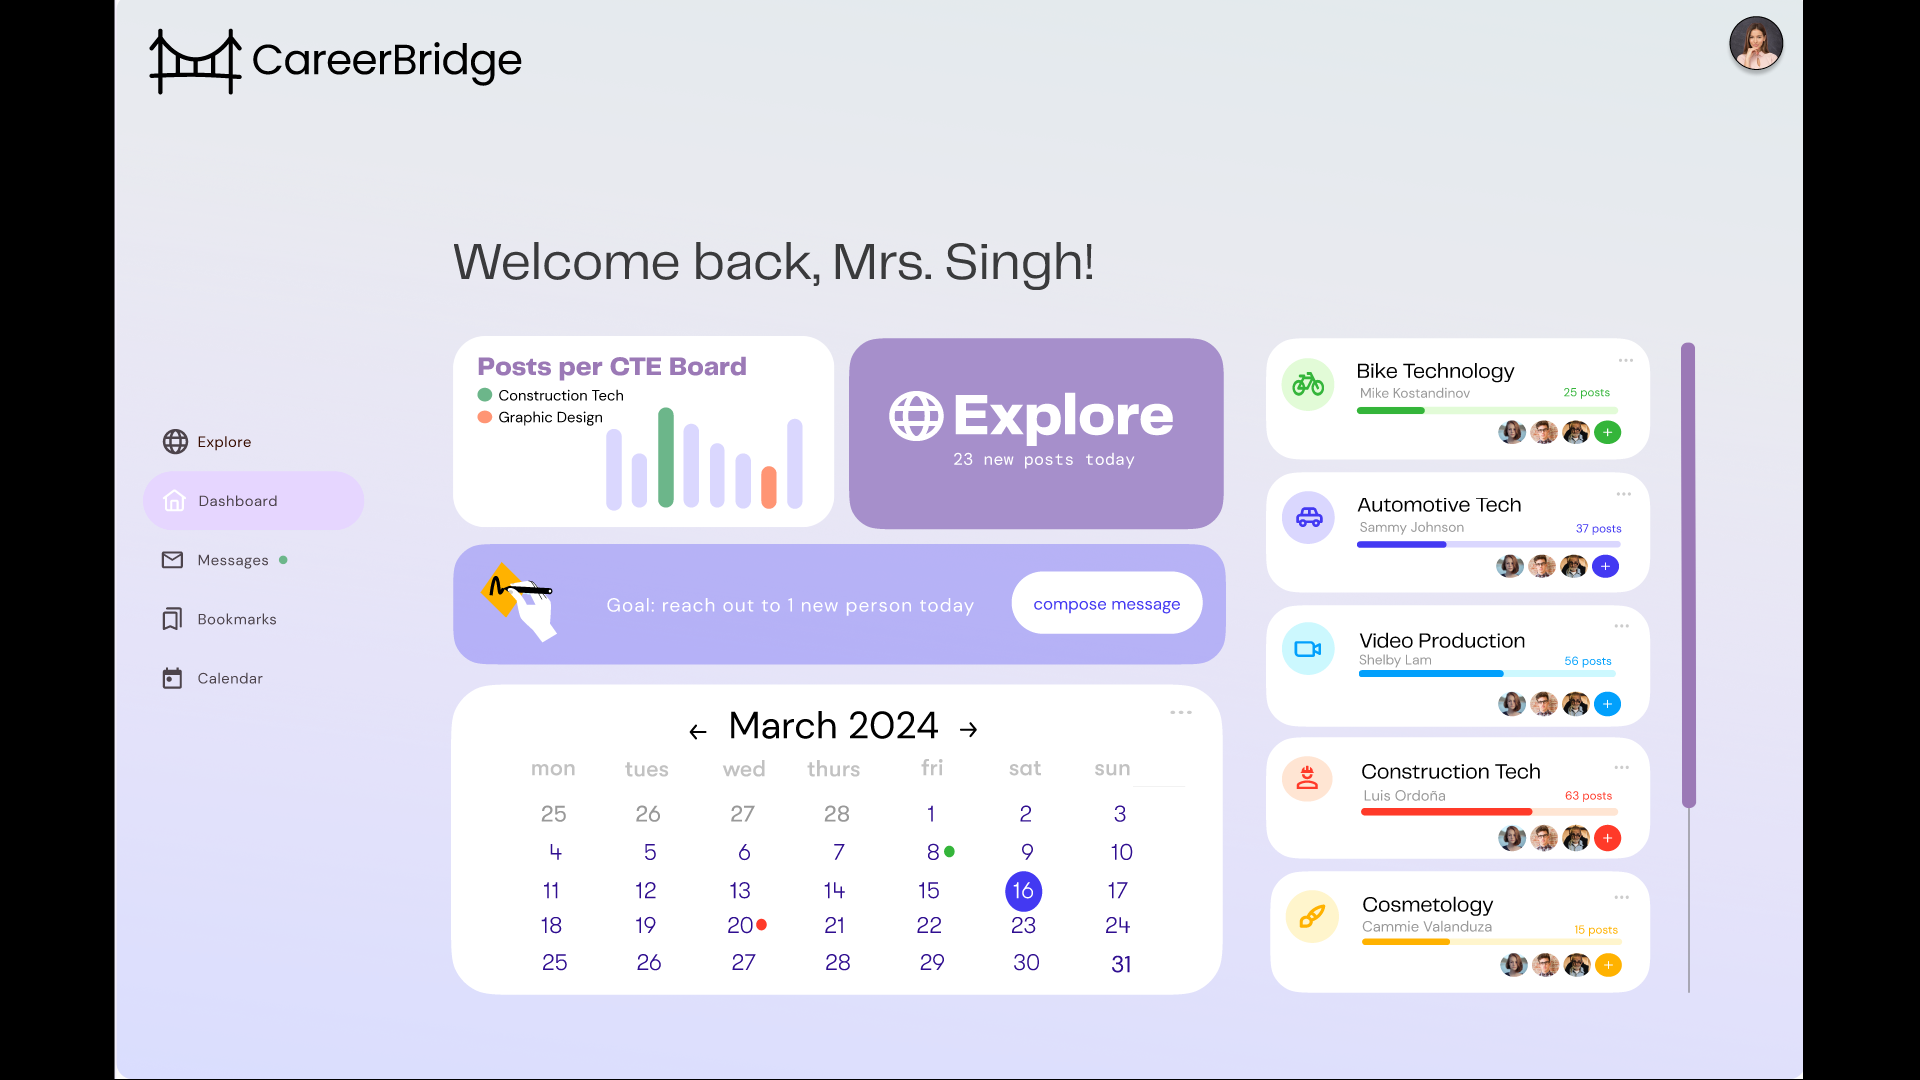 CareerBridge
Welcome back, Mrs. Singh!
Explore
Dashboard
Messages
Bookmarks
Calendar
Posts per CTE Board
Construction Tech
Graphic Design
Explore
23 new posts today
Goal: reach out to 1 new person today
compose message
March 2024
mon tues wed thurs fri sat sun
25 26 27 28 1 2 3
4 5 6 7 8 9 10
11 12 13 14 15 16 17
18 19 20 21 22 23 24
25 26 27 28 29 30 31
Bike Technology
Mike Kostandinov 25 posts
Automotive Tech
Sammy Johnson 37 posts
Video Production
Shelby Lam 56 posts
Construction Tech
Luis Ordoña 63 posts
Cosmetology
Cammie Valanduza 15 posts